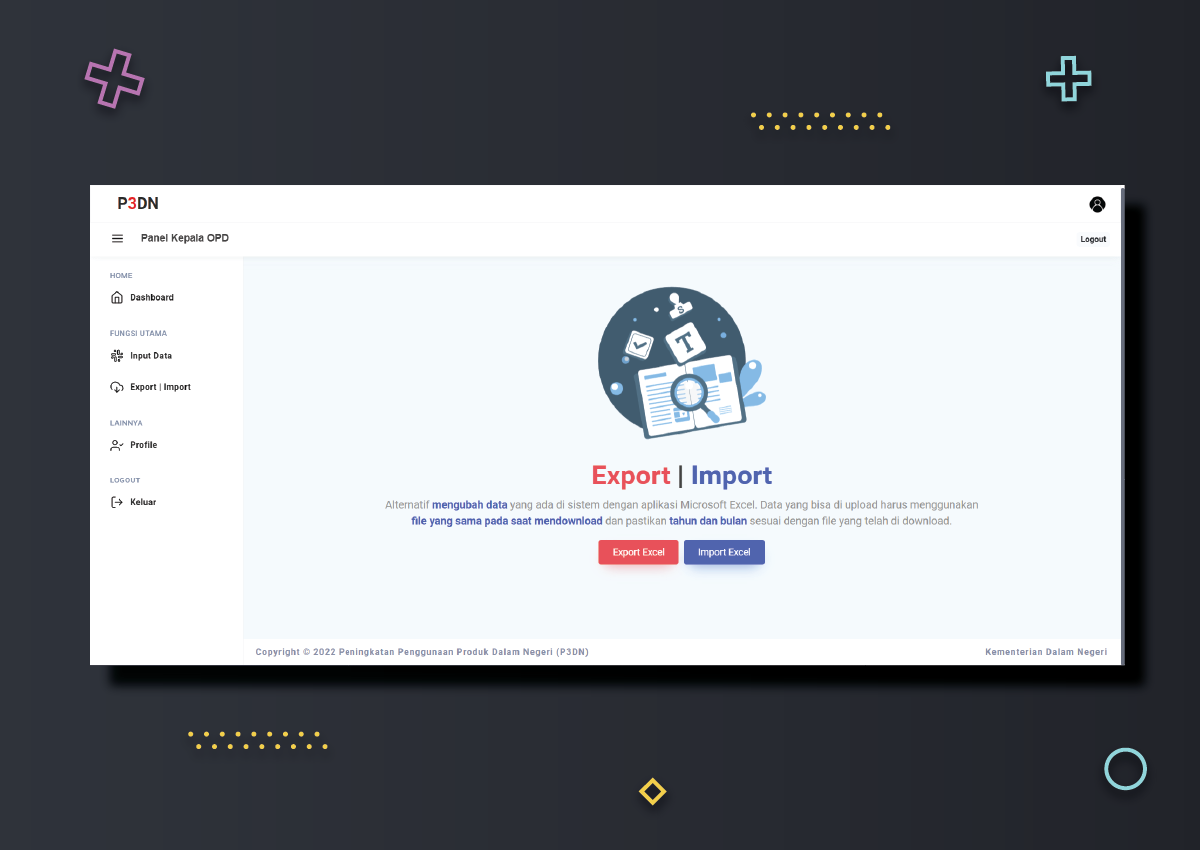 P3DN
Panel Kepala OPD
Logout
HOME
Dashboard
FUNGSI UTAMA
Input Data
Export | Import
LAINNYA
Profile
LOGOUT
Keluar
S
T
Export | Import
Alternatif mengubah data yang ada di sistem dengan aplikasi Microsoft Excel. Data yang bisa di upload harus menggunakan
file yang sama pada saat mendownload dan pastikan tahun dan bulan sesuai dengan file yang telah di download.
Export Excel
Import Excel
Copyright © 2022 Peningkatan Penggunaan Produk Dalam Negeri (P3DN)
Kementerian Dalam Negeri